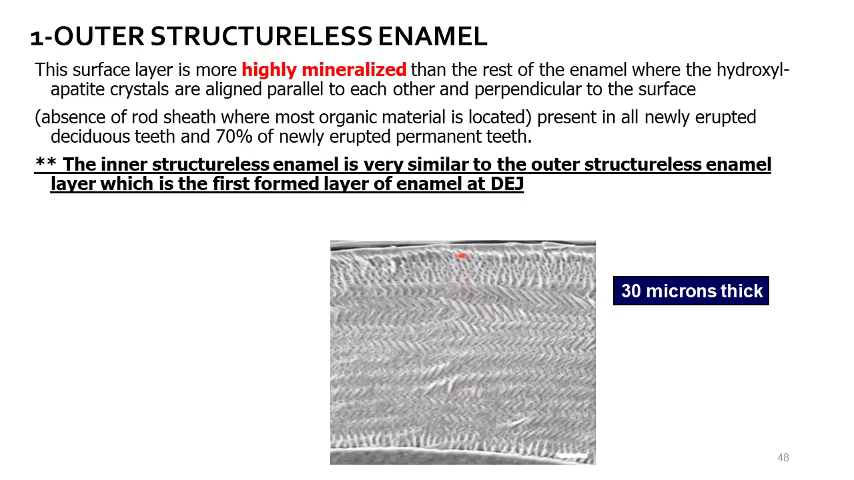 1-OUTER STRUCTURELESS ENAMEL
This surface layer is more highly mineralized than the rest of the enamel where the hydroxyl-
apatite crystals are aligned parallel to each other and perpendicular to the surface
(absence of rod sheath where most organic material is located) present in all newly erupted
deciduous teeth and 70% of newly erupted permanent teeth.
** The inner structureless enamel is very similar to the outer structureless enamel
layer which is the first formed layer of enamel at DEJ
30 microns thick
48